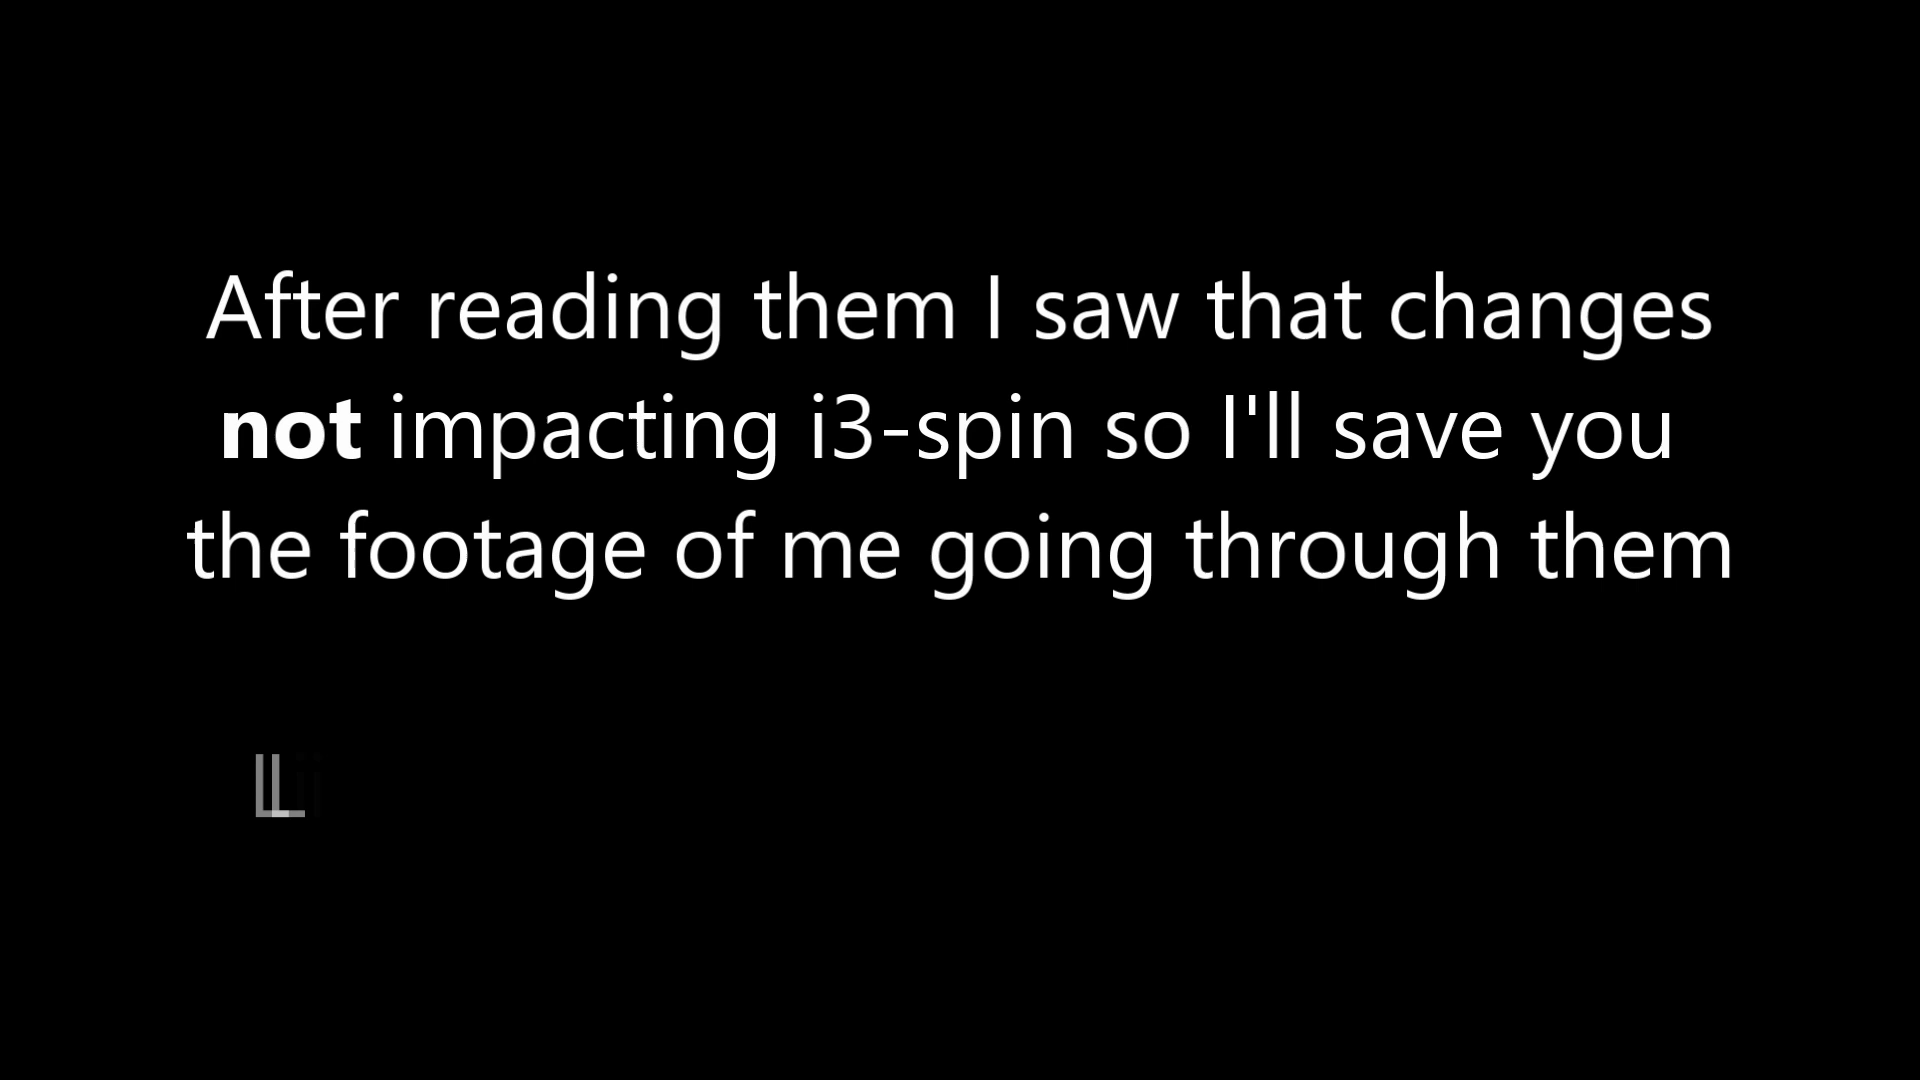 After reading them I saw that changes
not impacting i3-spin so I'll save you
the footage of me going through them